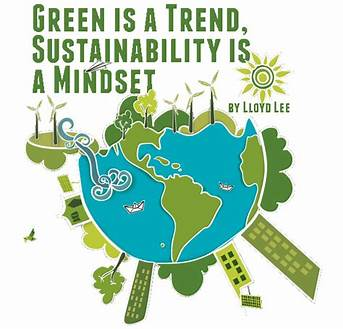 Green is a Trend,
Sustainability is
a Mindset
by Lloyd Lee